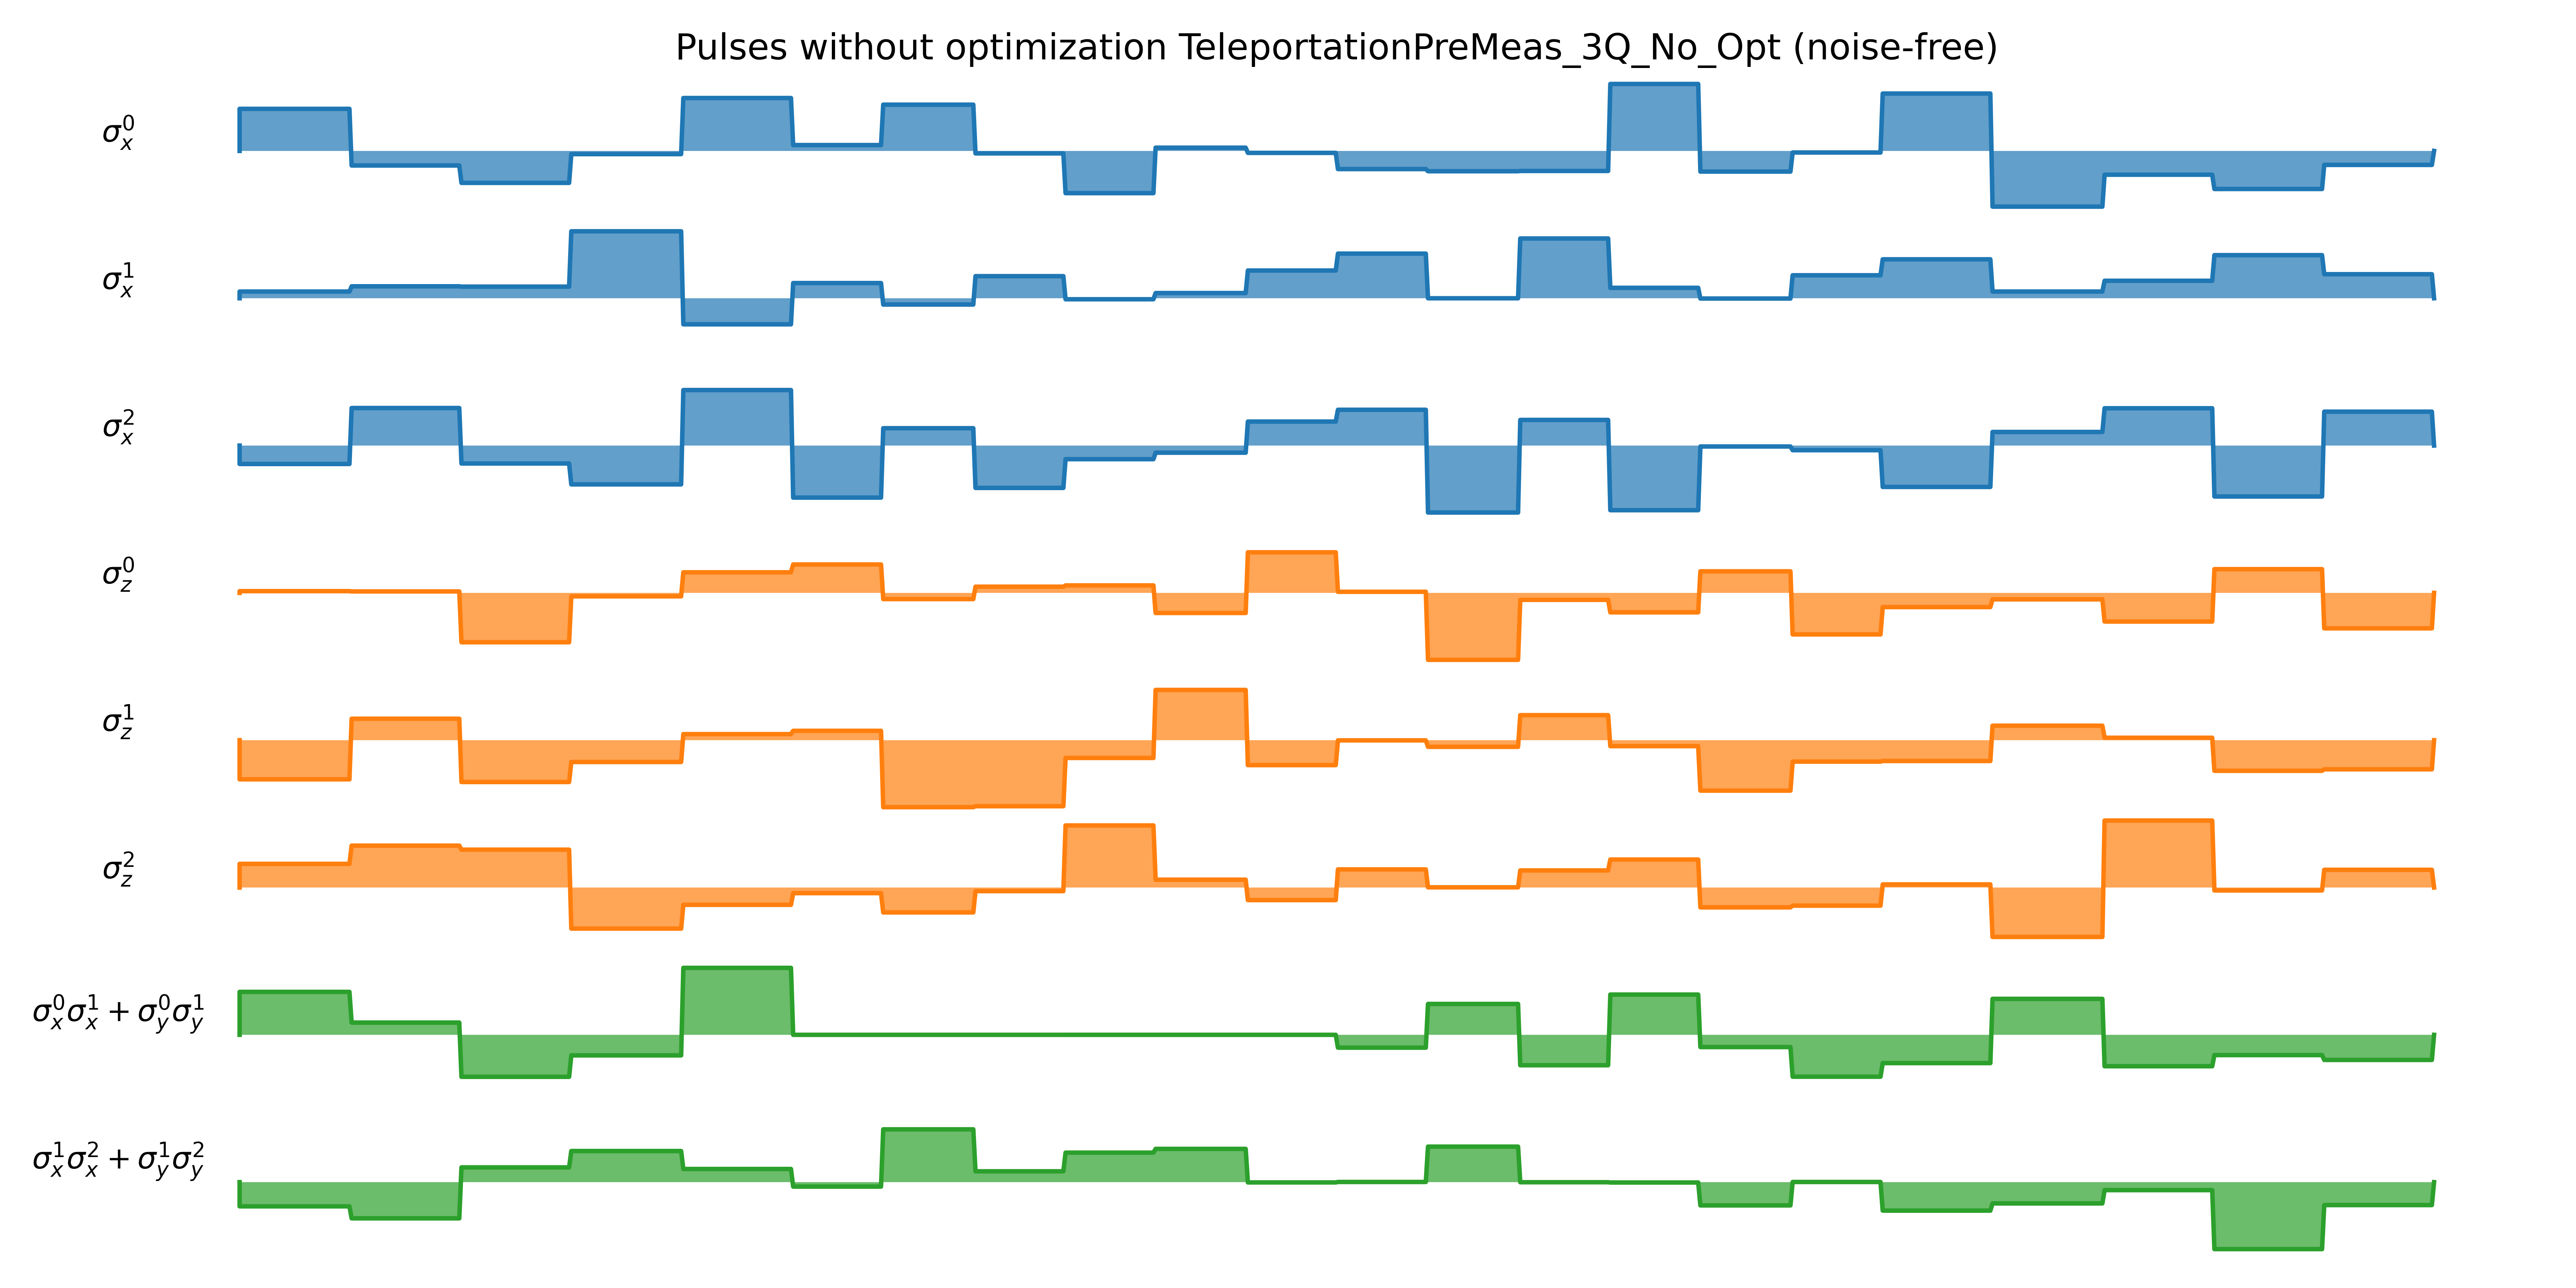 Pulses without optimization TeleportationPreMeas_3Q_No_Opt (noise-free)
σ_x^0
σ_x^1
σ_x^2
σ_z^0
σ_z^1
σ_z^2
σ_x^0σ_x^1 + σ_y^0σ_y^1
σ_x^1σ_x^2 + σ_y^1σ_y^2